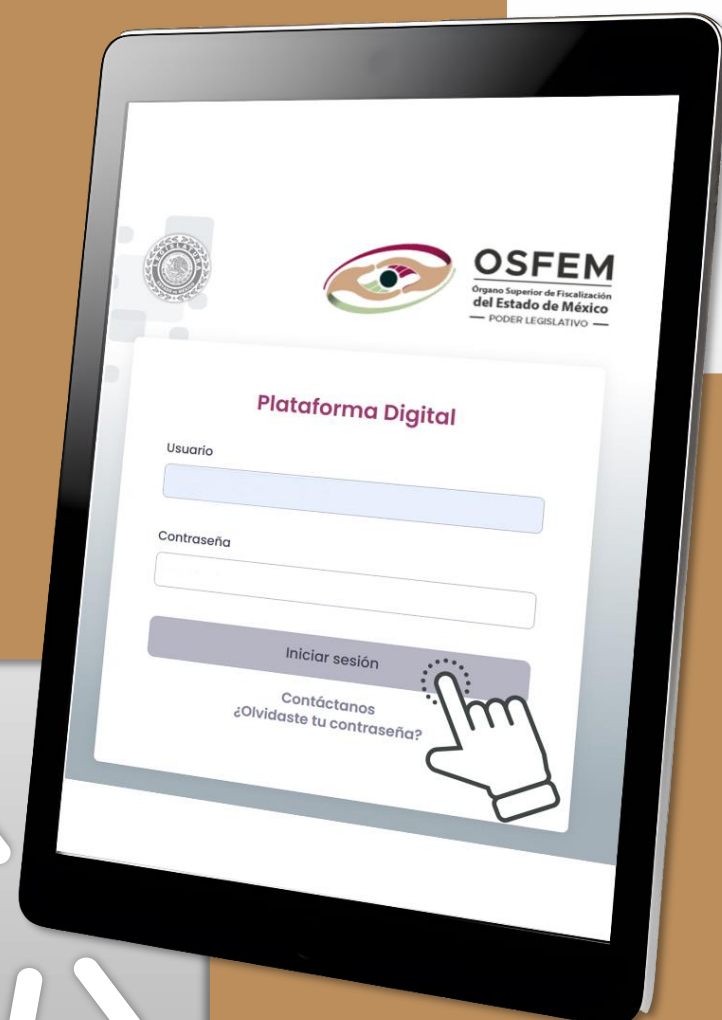 OSFEM
Órgano Superior de Fiscalización
del Estado de México
PODER LEGISLATIVO
Plataforma Digital
Usuario
Contraseña
Iniciar sesión
Contáctanos
¿Olvidaste tu contraseña?